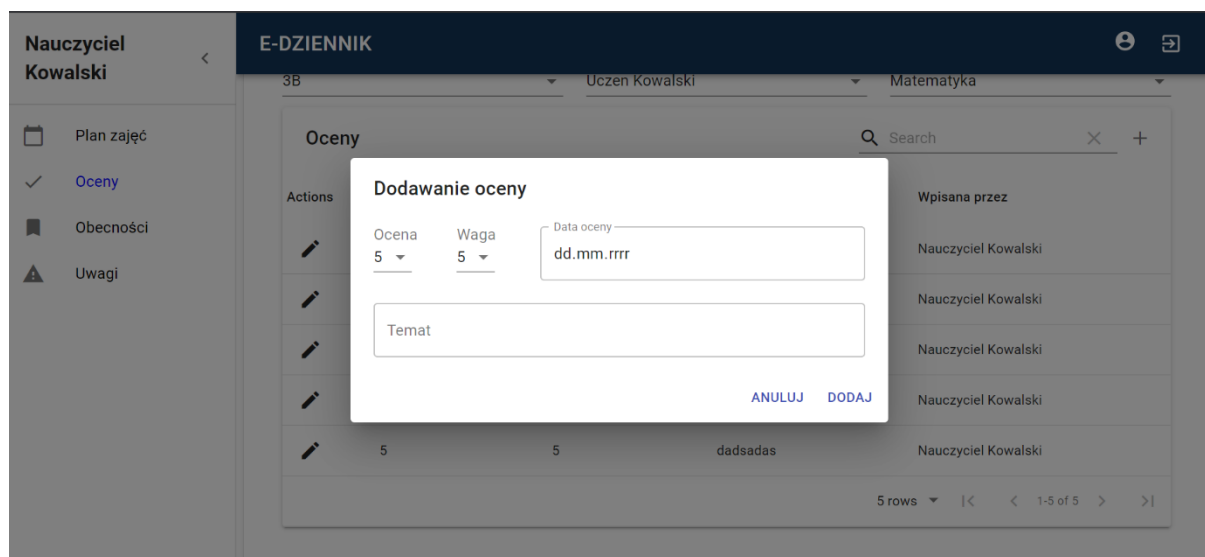 Nauczyciel
Kowalski
E-DZIENNIK
Plan zajęć
Oceny
Obecności
Uwagi
3B Uczen Kowalski Matematyka
Oceny Search
Actions Wpisana przez
Nauczyciel Kowalski
Nauczyciel Kowalski
Nauczyciel Kowalski
Nauczyciel Kowalski
5 5 dadsadas Nauczyciel Kowalski
5 rows 1-5 of 5
Dodawanie oceny
Ocena Waga Data oceny
5 5 dd.mm.rrrr
Temat
ANULUJ DODAJ